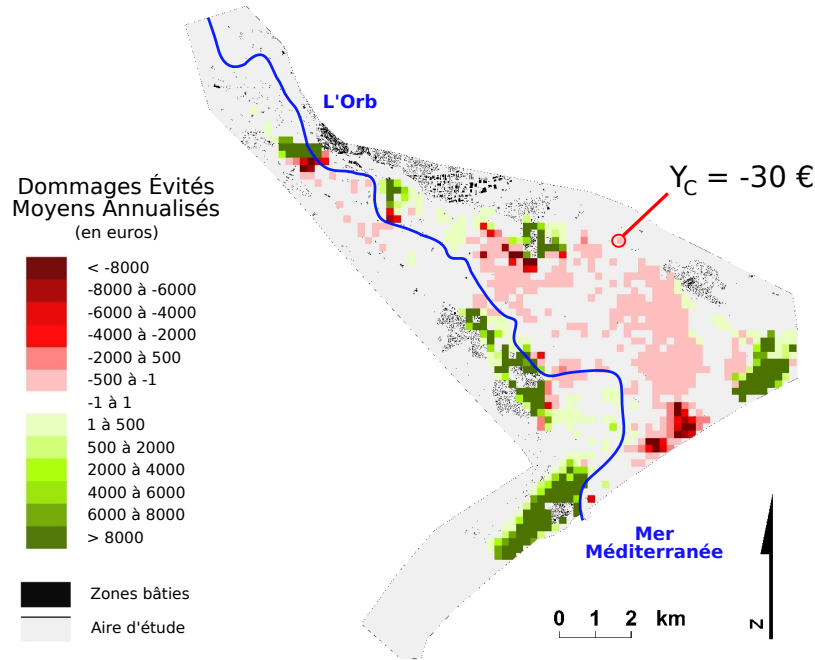 L'Orb
Y_C = -30 €
Dommages Évités
Moyens Annualisés
(en euros)
< -8000
-8000 à -6000
-6000 à -4000
-4000 à -2000
-2000 à 500
-500 à -1
-1 à 1
1 à 500
500 à 2000
2000 à 4000
4000 à 6000
6000 à 8000
> 8000
Zones bâties
Aire d'étude
Mer
Méditerranée
0 1 2 km
N